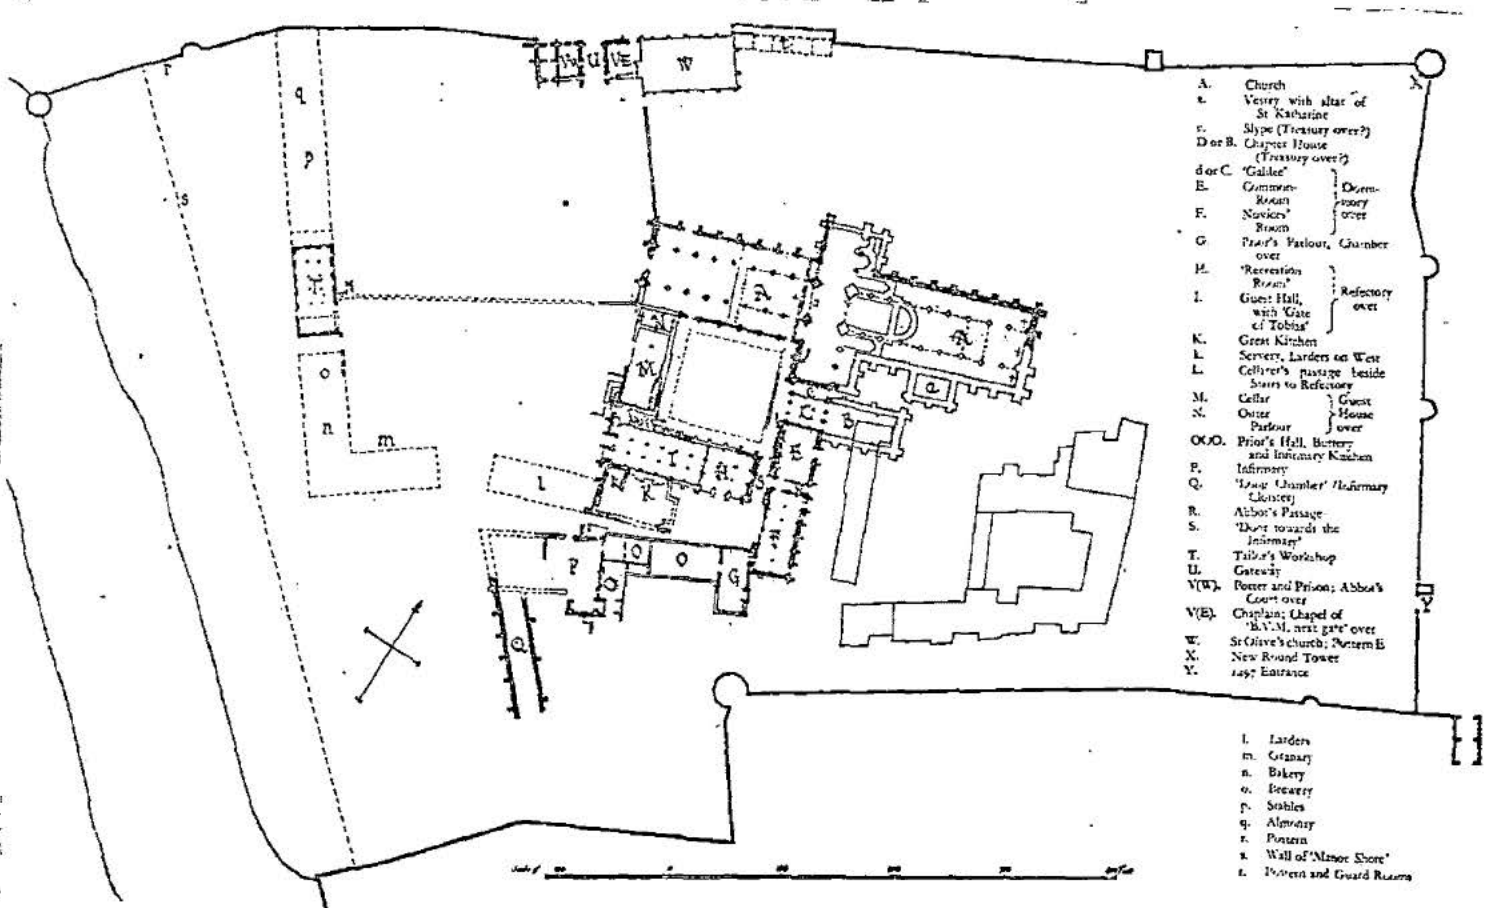 A. Church
Vestry with altar of
St Katharine
Slype (Treasury over?)
D or B. Chapter House
(Treasury over?)
d or C. 'Galilee'
E. Common-
Room
Dorm-
itory
over
F. Novices'
Room
G Prior's Parlour, Chamber
over
H. 'Recreation
Room'
Refectory
over
I. Guest Hall,
with 'Gate
of Tobias'
K. Great Kitchen
L. Servery, Larders on West
L. Cellarer's passage beside
Stairs to Refectory
M. Cellar
Guest
House
over
N. Outer
Parlour
OOO. Prior's Hall, Buttery
and Infirmary Kitchen
P. Infirmary
Q. 'Long Chamber' (Infirmary
Cloister)
R. Abbot's Passage
S. 'Door towards the
Infirmary'
T. Tailor's Workshop
U. Gateway
V(W). Porter and Prison; Abbot's
Court over
V(E). Chaplain; Chapel of
'B.V.M. next gate' over
W. St Olave's church; Postern E
X. New Round Tower
Y. 1497 Entrance
l. Larders
m. Granary
n. Bakery
o. Brewery
p. Stables
q. Almonry
r. Postern
s. Wall of 'Manor Shore'
t. Postern and Guard Rooms
r
q
p
s
U
VE
W
T
x
o
n
m
l
A
A
a
N
M
C
B
I
H
K
P
O
O
O
G
Q
Scale of